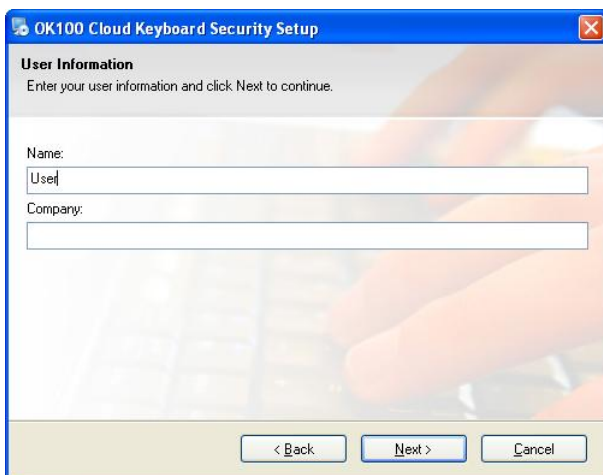 OK100 Cloud Keyboard Security Setup
User Information
Enter your user information and click Next to continue.
Name:
User
Company:
< Back
Next >
Cancel